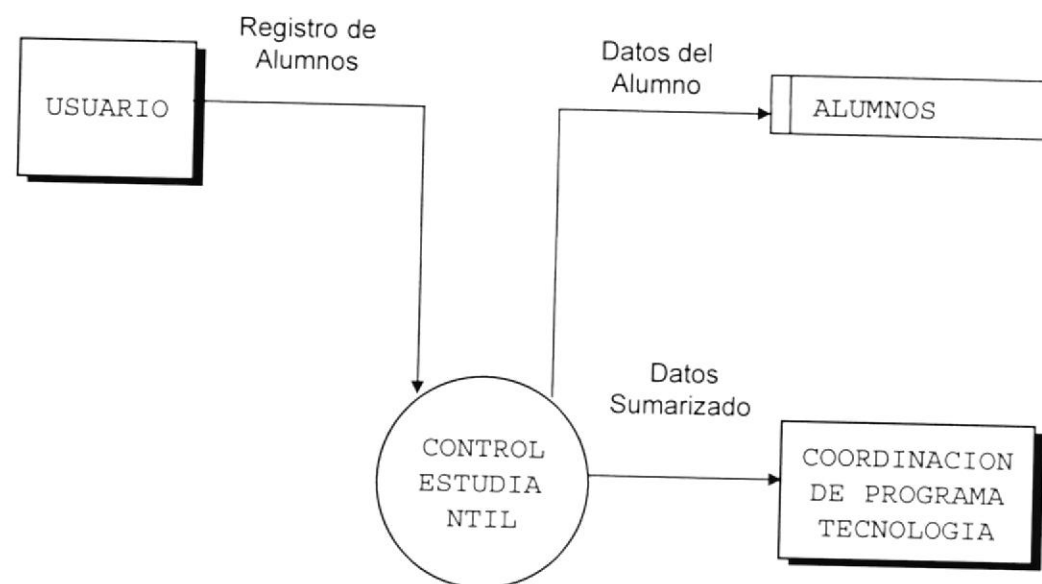 Registro de
Alumnos
USUARIO
Datos del
Alumno
ALUMNOS
Datos
Sumarizado
CONTROL
ESTUDIA
NTIL
COORDINACION
DE PROGRAMA
TECNOLOGIA